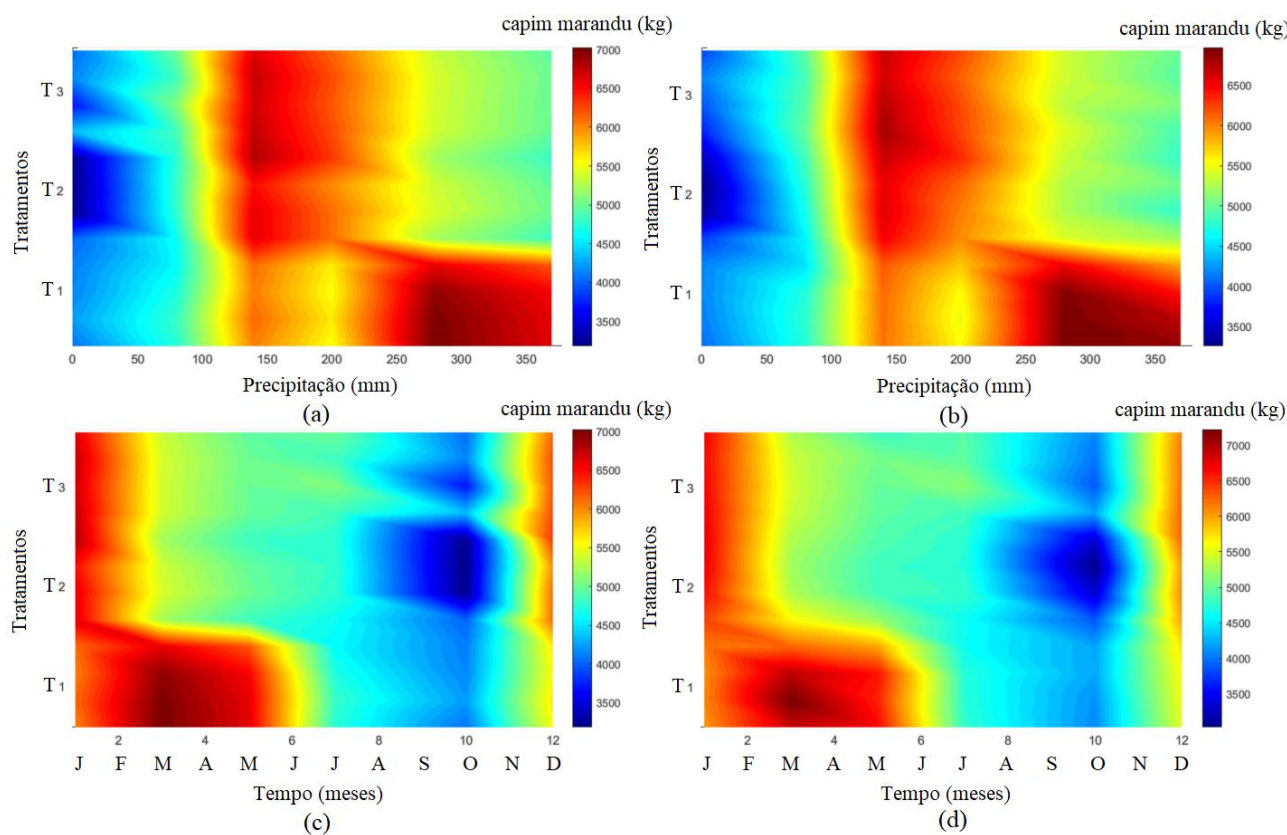 capim marandu (kg)
7000
6500
6000
5500
5000
4500
4000
3500
Tratamentos
T3
T2
T1
0 50 100 150 200 250 300 350
Precipitação (mm)
(a)
capim marandu (kg)
6500
6000
5500
5000
4500
4000
3500
Tratamentos
T3
T2
T1
0 50 100 150 200 250 300 350
Precipitação (mm)
(b)
capim marandu (kg)
7000
6500
6000
5500
5000
4500
4000
3500
Tratamentos
T3
T2
T1
2 4 6 8 10 12
J F M A M J J A S O N D
Tempo (meses)
(c)
capim marandu (kg)
7000
6500
6000
5500
5000
4500
4000
3500
Tratamentos
T3
T2
T1
2 4 6 8 10 12
J F M A M J J A S O N D
Tempo (meses)
(d)